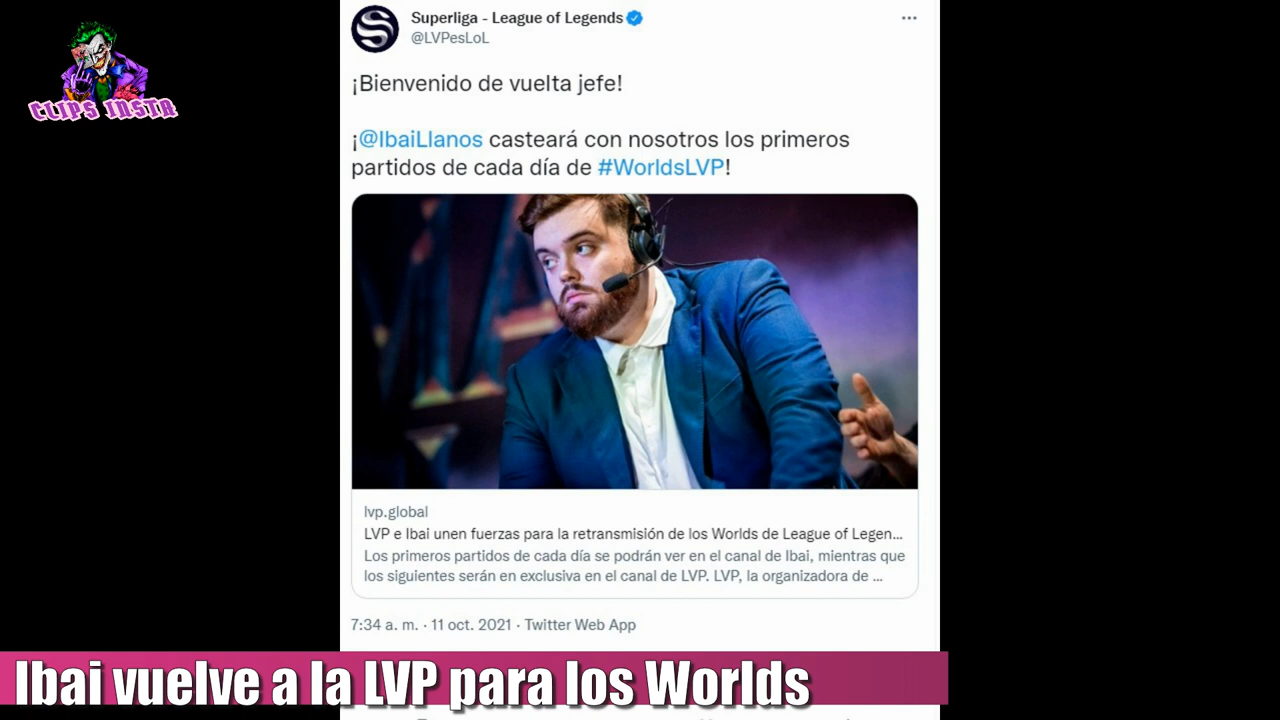 CLIPS INSTA
Superliga - League of Legends
@LVPesLoL
¡Bienvenido de vuelta jefe!
¡@IbaiLlanos casteará con nosotros los primeros
partidos de cada día de #WorldsLVP!
lvp.global
LVP e Ibai unen fuerzas para la retransmisión de los Worlds de League of Legen...
Los primeros partidos de cada día se podrán ver en el canal de Ibai, mientras que
los siguientes serán en exclusiva en el canal de LVP. LVP, la organizadora de ...
7:34 a. m. · 11 oct. 2021 · Twitter Web App
Ibai vuelve a la LVP para los Worlds